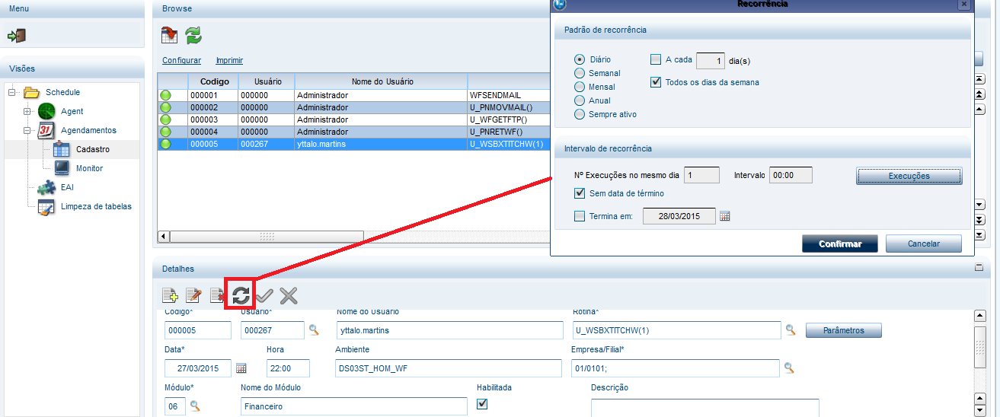 Menu
Visões
Schedule
Agent
31
Agendamentos
Cadastro
Monitor
EAI
Limpeza de tabelas
Browse
Configurar
Imprimir
Codigo Usuário Nome do Usuário
000001 000000 Administrador WFSENDMAIL
000002 000000 Administrador U_PNMOVMAIL()
000003 000000 Administrador U_WFGETFTP()
000004 000000 Administrador U_PNRETWF()
000005 000267 yttalo.martins U_WSBXTITCHW(1)
Recorrência
Padrão de recorrência
Diário
Semanal
Mensal
Anual
Sempre ativo
A cada 1 dia(s)
Todos os dias da semana
Intervalo de recorrência
Nº Execuções no mesmo dia 1 Intervalo 00:00 Execuções
Sem data de término
Termina em: 28/03/2015
Confirmar Cancelar
Detalhes
Codigo* Usuário* Nome do Usuário Rotina*
000005 000267 yttalo.martins U_WSBXTITCHW(1) Parâmetros
Data* Hora Ambiente Empresa/Filial*
27/03/2015 22:00 DS03ST_HOM_WF 01/0101;
Módulo* Nome do Módulo Habilitada Descrição
06 Financeiro